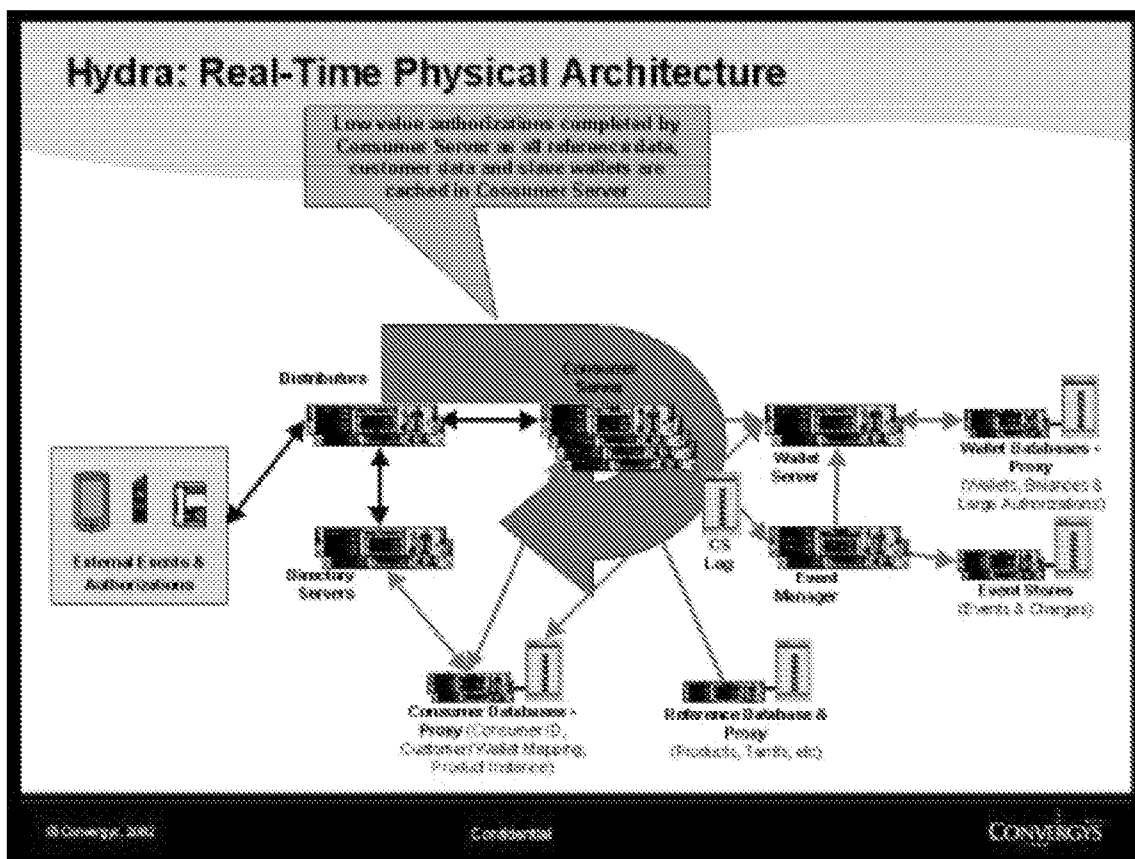 Hydra: Real-Time Physical Architecture
Low value authorizations completed by
Consumer Server as all reference data,
customer data and slave wallets are
cached in Consumer Server
Distributors
Consumer
Server
Wallet
Server
Wallet Databases +
Proxy
(Wallets, Balances &
Large Authorizations)
External Events &
Authorizations
Directory
Servers
CS
Log
Event
Manager
Event Stores
(Events & Charges)
Consumer Databases +
Proxy (Consumer ID,
Customer/Wallet Mapping,
Product Instance)
Reference Database &
Proxy
(Products, Tariffs, etc)
© Convergys, 2002
Confidential
CONVERGYS